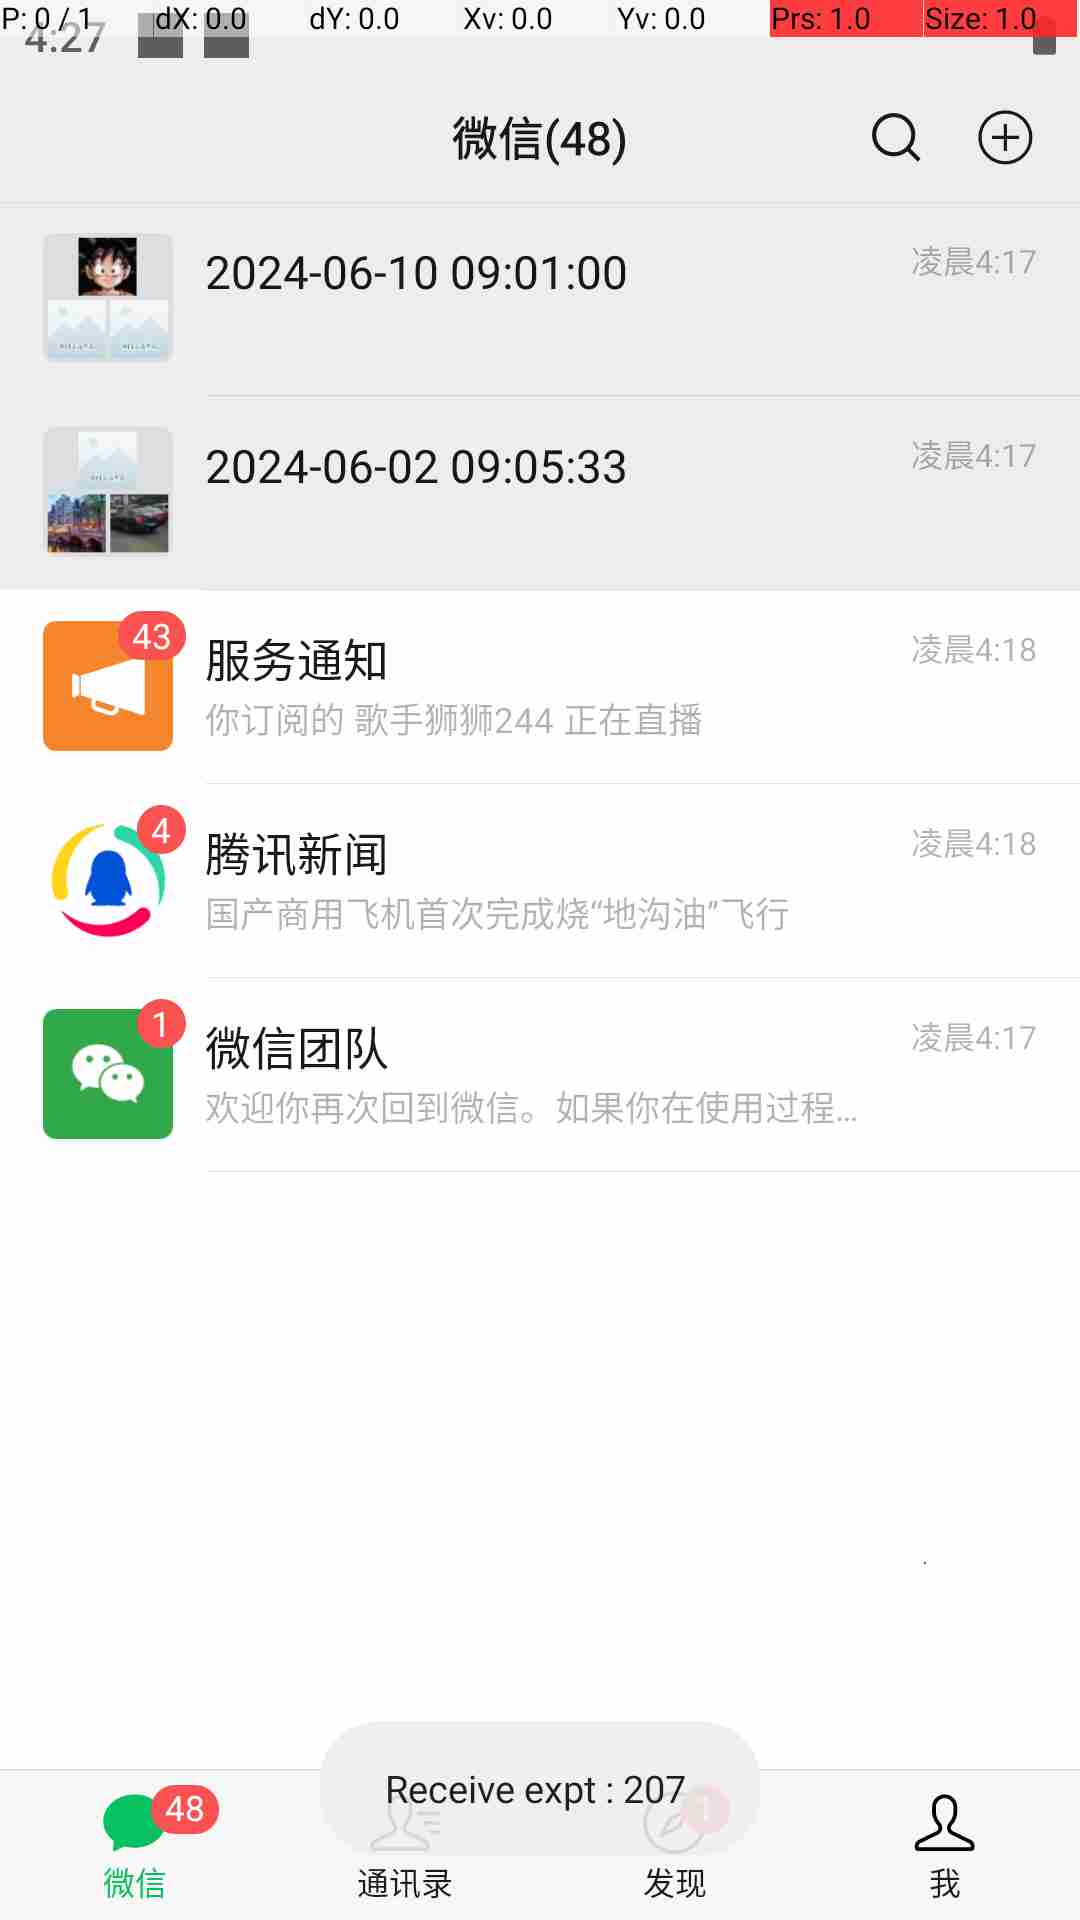 P: 0 / 1 dX: 0.0 dY: 0.0 Xv: 0.0 Yv: 0.0 Prs: 1.0 Size: 1.0
4:27
微信(48)
2024-06-10 09:01:00 凌晨4:17
2024-06-02 09:05:33 凌晨4:17
43
服务通知 凌晨4:18
你订阅的 歌手狮狮244 正在直播
4
腾讯新闻 凌晨4:18
国产商用飞机首次完成烧“地沟油”飞行
1
微信团队 凌晨4:17
欢迎你再次回到微信。如果你在使用过程...
Receive expt : 207
48 1
微信 通讯录 发现 我